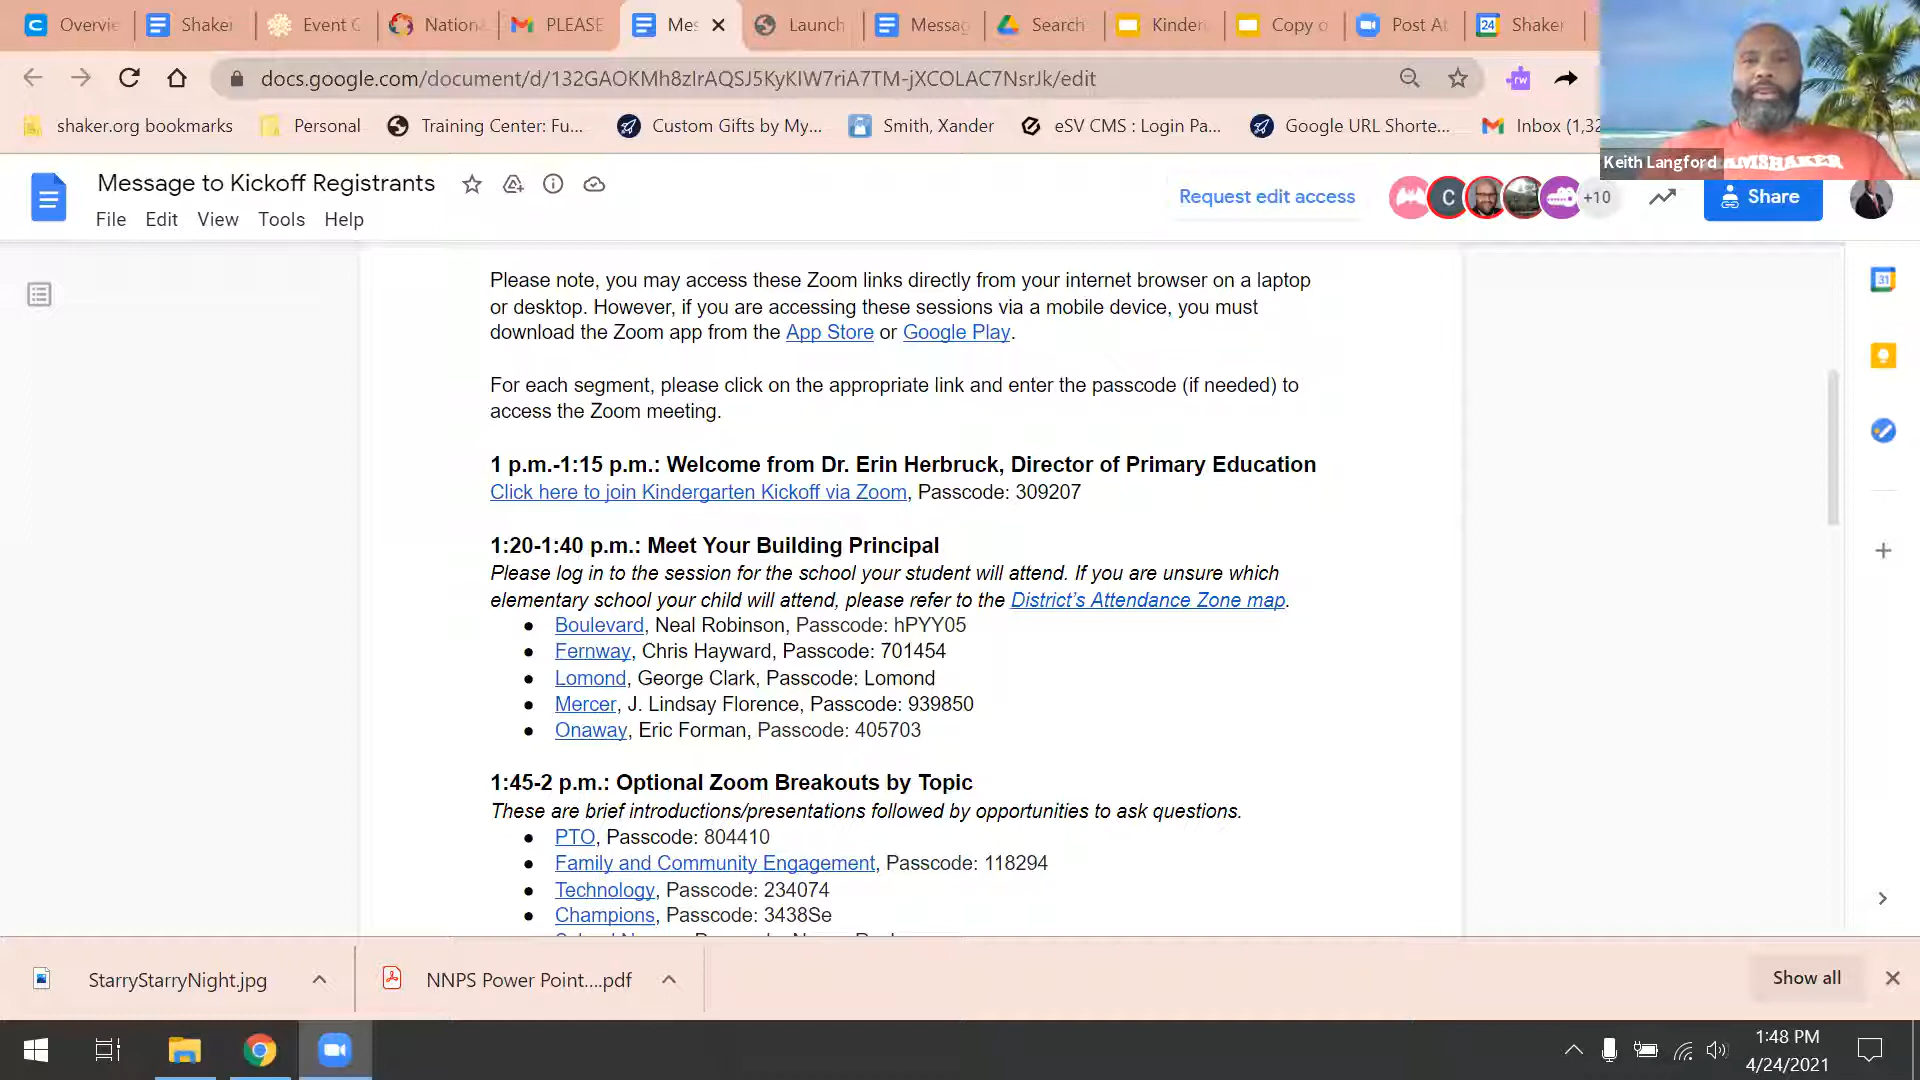 Overvie
Shaker
Event C
Nation
PLEASE
Mes
Launch
Messag
Search
Kinder
Copy o
Post At
24
Shaker
docs.google.com/document/d/132GAOKMh8zIrAQSJ5KyKIW7riA7TM-jXCOLAC7NsrJk/edit
rw
shaker.org bookmarks
Personal
Training Center: Fu...
Custom Gifts by My...
Smith, Xander
eSV CMS : Login Pa...
Google URL Shorte...
Inbox (1,32
Keith Langford
Message to Kickoff Registrants
File Edit View Tools Help
Request edit access
C
+10
Share
31
Please note, you may access these Zoom links directly from your internet browser on a laptop
or desktop. However, if you are accessing these sessions via a mobile device, you must
download the Zoom app from the App Store or Google Play.
For each segment, please click on the appropriate link and enter the passcode (if needed) to
access the Zoom meeting.
1 p.m.-1:15 p.m.: Welcome from Dr. Erin Herbruck, Director of Primary Education
Click here to join Kindergarten Kickoff via Zoom, Passcode: 309207
1:20-1:40 p.m.: Meet Your Building Principal
Please log in to the session for the school your student will attend. If you are unsure which
elementary school your child will attend, please refer to the District's Attendance Zone map.
● Boulevard, Neal Robinson, Passcode: hPYY05
● Fernway, Chris Hayward, Passcode: 701454
● Lomond, George Clark, Passcode: Lomond
● Mercer, J. Lindsay Florence, Passcode: 939850
● Onaway, Eric Forman, Passcode: 405703
1:45-2 p.m.: Optional Zoom Breakouts by Topic
These are brief introductions/presentations followed by opportunities to ask questions.
● PTO, Passcode: 804410
● Family and Community Engagement, Passcode: 118294
● Technology, Passcode: 234074
● Champions, Passcode: 3438Se
StarryStarryNight.jpg
NNPS Power Point....pdf
Show all
1:48 PM
4/24/2021